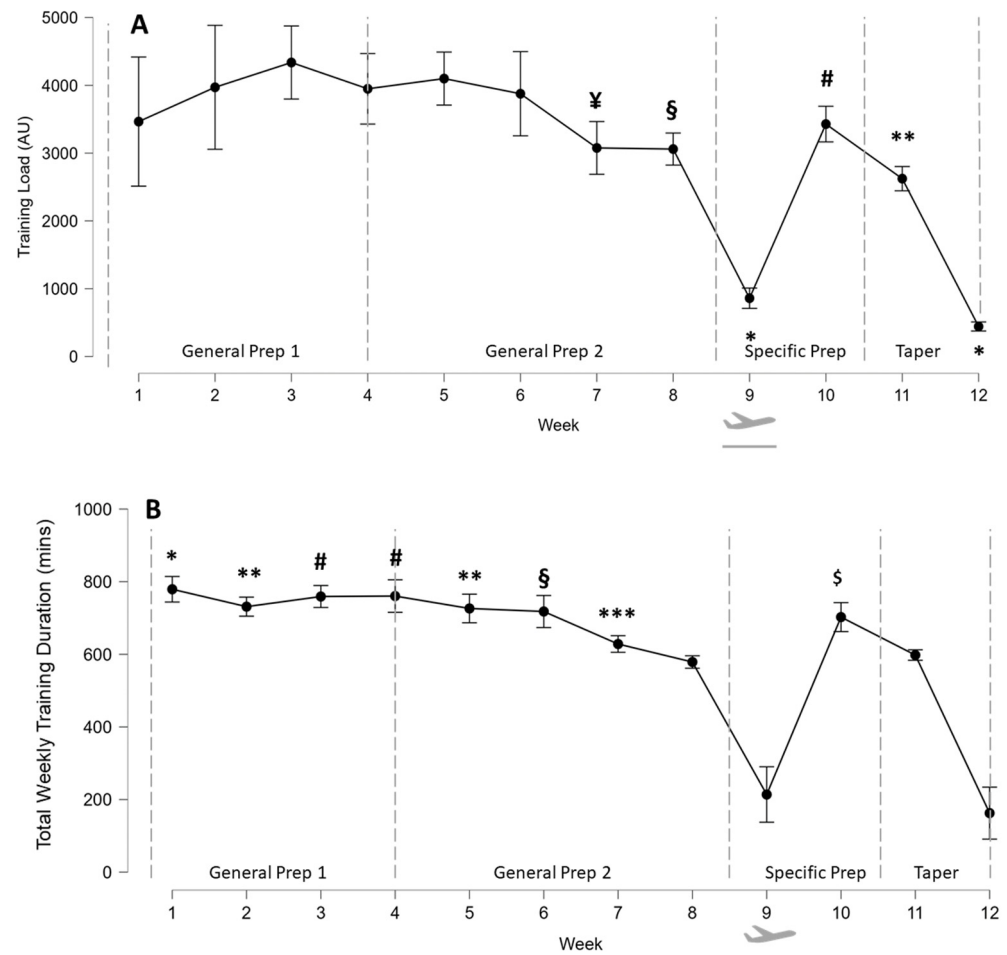 A
5000
4000
3000
2000
1000
0
Training Load (AU)
¥
§
#
**
*
*
General Prep 1
General Prep 2
Specific Prep
Taper
1 2 3 4 5 6 7 8 9 10 11 12
Week
B
1000
800
600
400
200
0
Total Weekly Training Duration (mins)
*
**
#
#
**
§
***
$
General Prep 1
General Prep 2
Specific Prep
Taper
1 2 3 4 5 6 7 8 9 10 11 12
Week